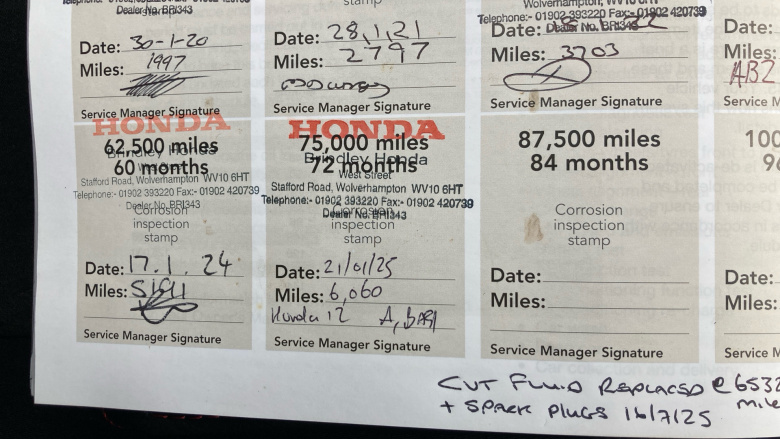 Dealer No. BRI343
Date: 30-1-20
Miles: 1997
Service Manager Signature
stamp
Date: 28,1,21
Miles: 2797
Service Manager Signature
Wolverhampton, WV10 6HT
Telephone:- 01902 393220 Fax:- 01902 420739
Dealer No. BRI343
Date:
Miles: 3703
Service Manager Signature
Date:
Miles:
AB2
Service M
HONDA
62,500 miles
60 months
Stafford Road, Wolverhampton WV10 6HT
Telephone:- 01902 393220 Fax:- 01902 420739
Dealer No. BRI343
Corrosion
inspection
stamp
Date: 17.1.24
Miles:
Service Manager Signature
HONDA
75,000 miles
Brindley Honda
72 months
West Street
Stafford Road, Wolverhampton WV10 6HT
Telephone:- 01902 393220 Fax:- 01902 420739
Dealer No. BRI343
Corrosion
inspection
stamp
Date: 21/01/25
Miles: 6,060
Service Manager Signature
87,500 miles
84 months
Corrosion
inspection
stamp
Date:
Miles:
Service Manager Signature
100
96
Date:
Miles:
Service M
CVT FLUID REPLACED @ 6532
mile
+ SPARK PLUGS 16/7/25